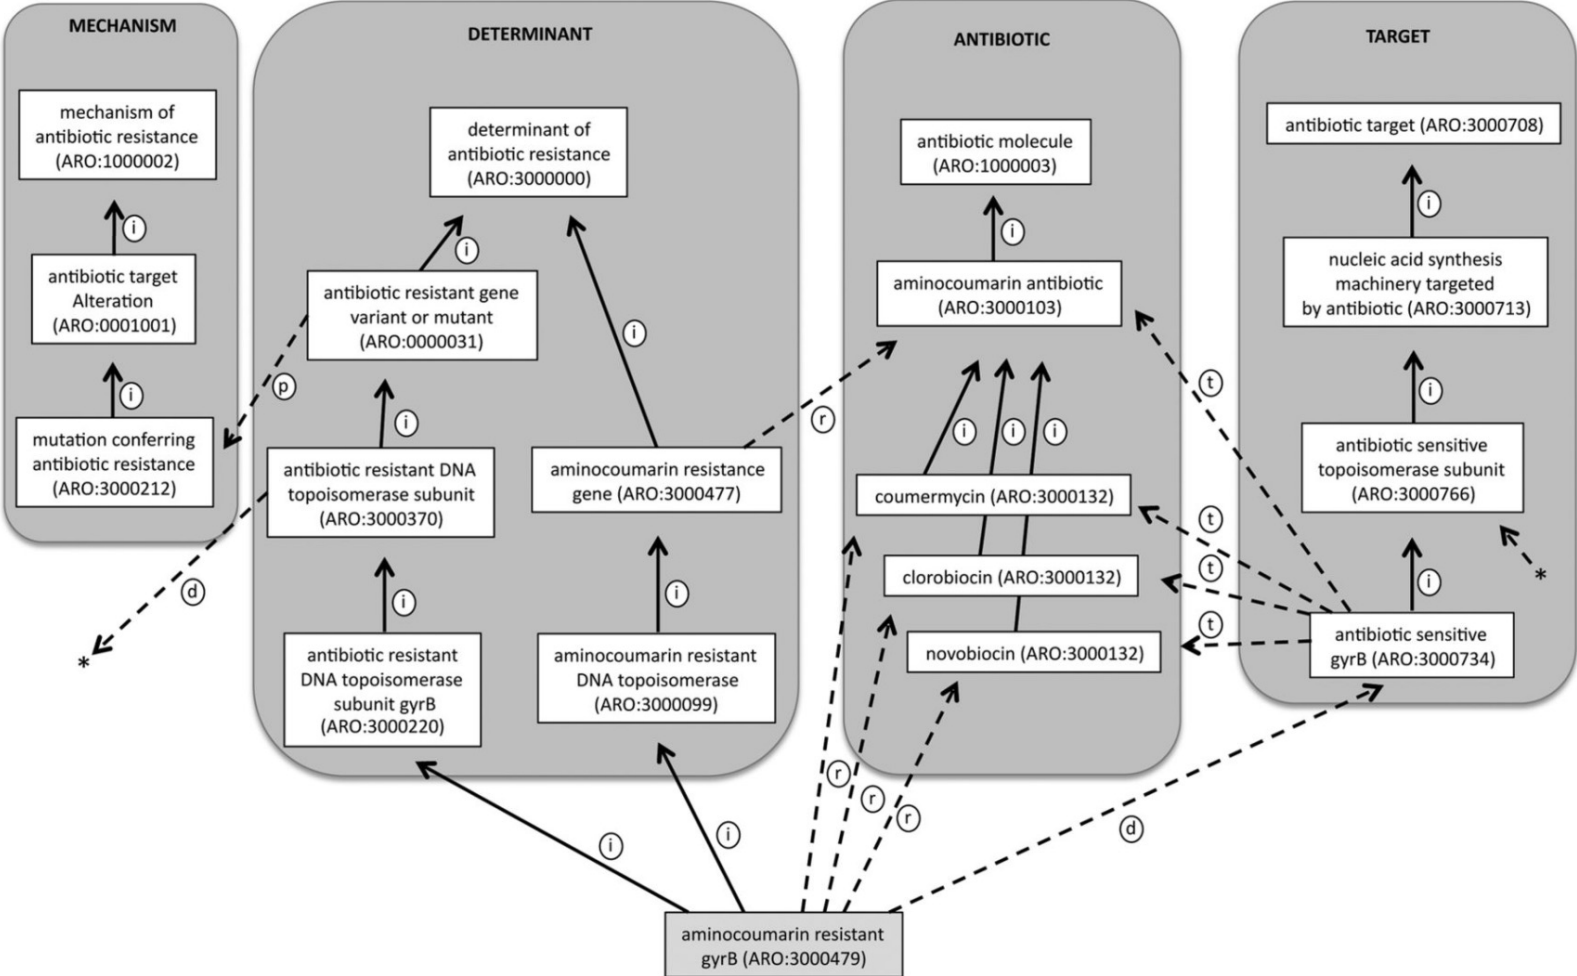 MECHANISM
mechanism of
antibiotic resistance
(ARO:1000002)
i
antibiotic target
Alteration
(ARO:0001001)
i
mutation conferring
antibiotic resistance
(ARO:3000212)
DETERMINANT
determinant of
antibiotic resistance
(ARO:3000000)
i
i
antibiotic resistant gene
variant or mutant
(ARO:0000031)
p
i
antibiotic resistant DNA
topoisomerase subunit
(ARO:3000370)
d
*
i
antibiotic resistant
DNA topoisomerase
subunit gyrB
(ARO:3000220)
aminocoumarin resistance
gene (ARO:3000477)
r
i
aminocoumarin resistant
DNA topoisomerase
(ARO:3000099)
ANTIBIOTIC
antibiotic molecule
(ARO:1000003)
i
aminocoumarin antibiotic
(ARO:3000103)
i
i
i
coumermycin (ARO:3000132)
clorobiocin (ARO:3000132)
novobiocin (ARO:3000132)
TARGET
antibiotic target (ARO:3000708)
i
nucleic acid synthesis
machinery targeted
by antibiotic (ARO:3000713)
i
antibiotic sensitive
topoisomerase subunit
(ARO:3000766)
*
i
antibiotic sensitive
gyrB (ARO:3000734)
t
t
t
t
i
i
r
r
r
d
aminocoumarin resistant
gyrB (ARO:3000479)